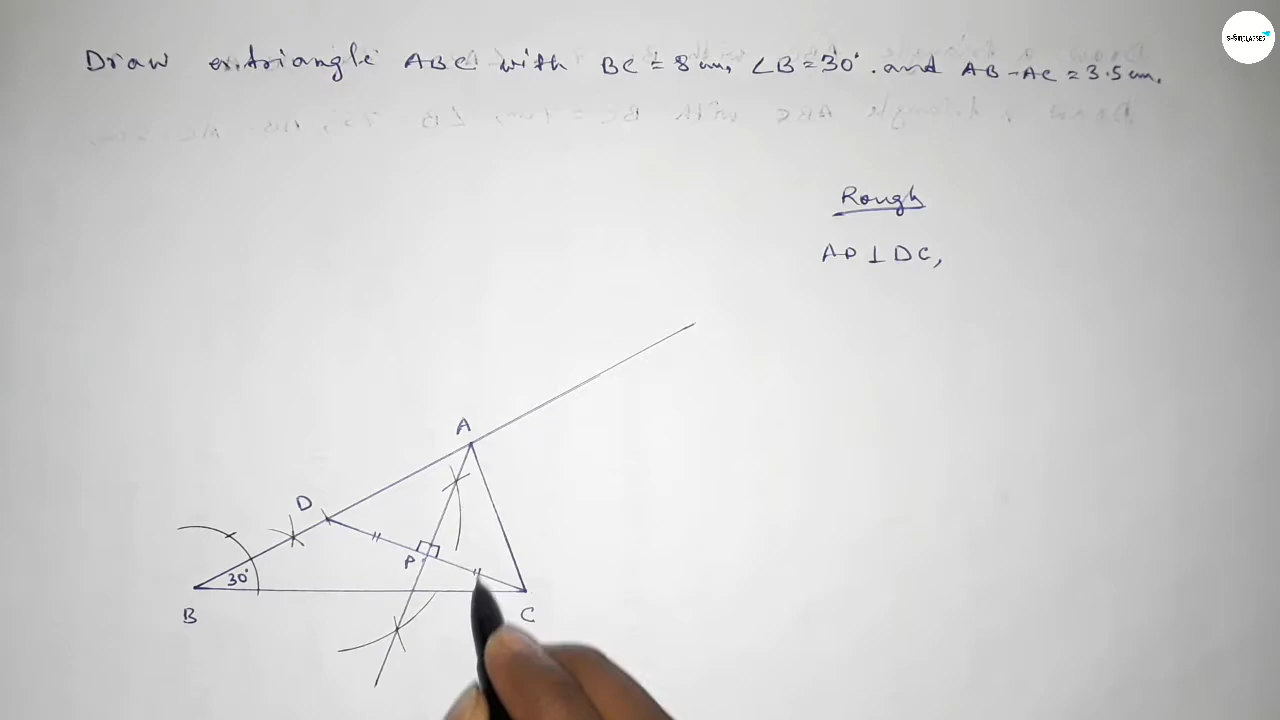 Draw a triangle ABC with BC = 8 cm, ∠B = 30°. and AB - AC = 3.5 cm.
Rough
AP ⊥ DC,
A
D
P
30°
B
C